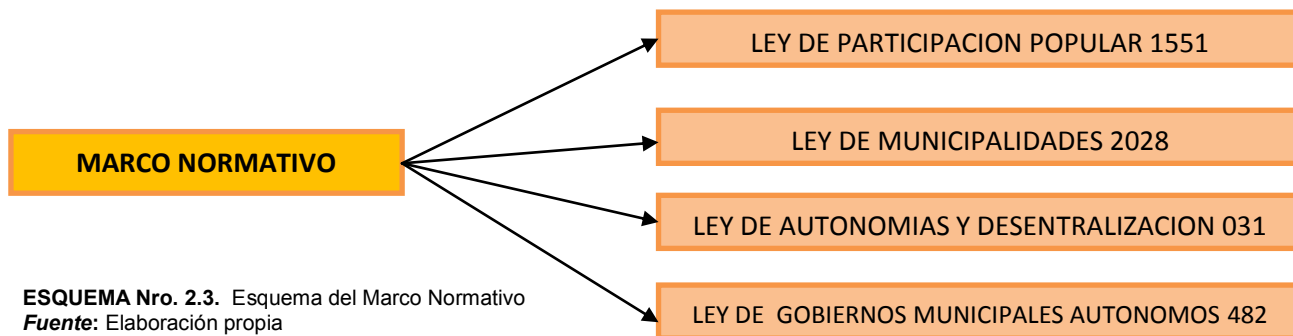 LEY DE PARTICIPACION POPULAR 1551
LEY DE MUNICIPALIDADES 2028
MARCO NORMATIVO
LEY DE AUTONOMIAS Y DESENTRALIZACION 031
LEY DE GOBIERNOS MUNICIPALES AUTONOMOS 482
ESQUEMA Nro. 2.3. Esquema del Marco Normativo
Fuente: Elaboración propia